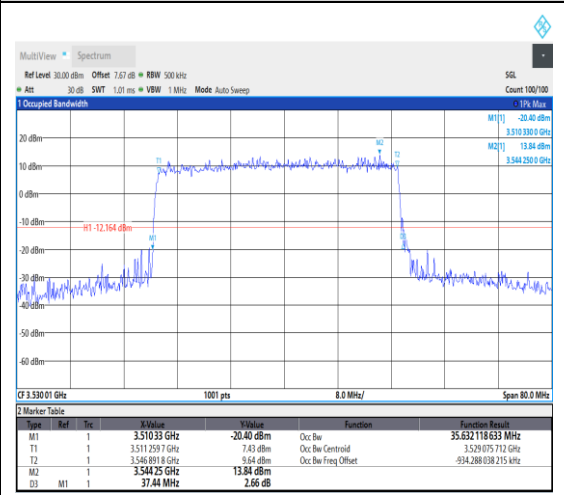 MultiView Spectrum
Ref Level 30.00 dBm Offset 7.67 dB RBW 500 kHz SGL
Att 30 dB SWT 1.01 ms VBW 1 MHz Mode Auto Sweep Count 100/100
1 Occupied Bandwidth 1Pk Max
M1[1] -20.40 dBm
3.510 330 0 GHz
M2[1] 13.84 dBm
3.544 250 0 GHz
M2
20 dBm
T1
T2
10 dBm
0 dBm
-10 dBm
H1 -12.164 dBm
M1
D3
-20 dBm
-30 dBm
-40 dBm
-50 dBm
-60 dBm
CF 3.530 01 GHz 1001 pts 8.0 MHz/ Span 80.0 MHz
2 Marker Table
Type Ref Trc X-Value Y-Value Function Function Result
M1 1 3.510 33 GHz -20.40 dBm Occ Bw 35.632 118 633 MHz
T1 1 3.511 259 7 GHz 7.43 dBm Occ Bw Centroid 3.529 075 712 GHz
T2 1 3.546 891 8 GHz 9.64 dBm Occ Bw Freq Offset -934.288 038 215 kHz
M2 1 3.544 25 GHz 13.84 dBm
D3 M1 1 37.44 MHz 2.66 dB